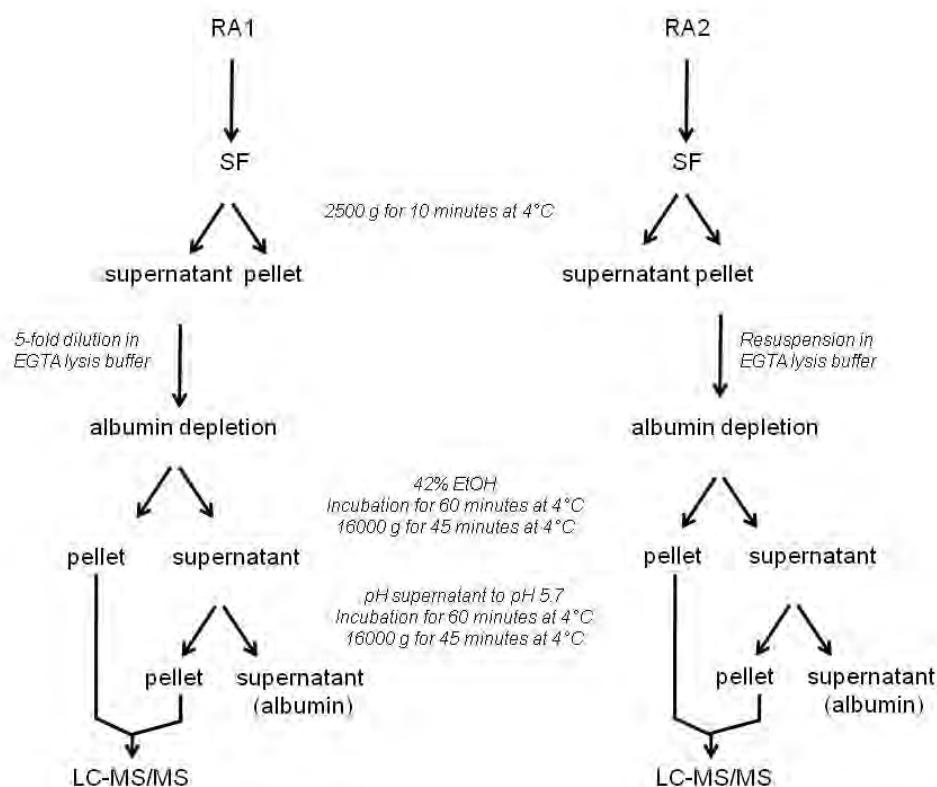 RA1
RA2
SF
SF
2500 g for 10 minutes at 4°C
supernatant pellet
supernatant pellet
5-fold dilution in
EGTA lysis buffer
Resuspension in
EGTA lysis buffer
albumin depletion
albumin depletion
42% EtOH
Incubation for 60 minutes at 4°C
16000 g for 45 minutes at 4°C
pellet supernatant
pellet supernatant
pH supernatant to pH 5.7
Incubation for 60 minutes at 4°C
16000 g for 45 minutes at 4°C
pellet supernatant
(albumin)
pellet supernatant
(albumin)
LC-MS/MS
LC-MS/MS